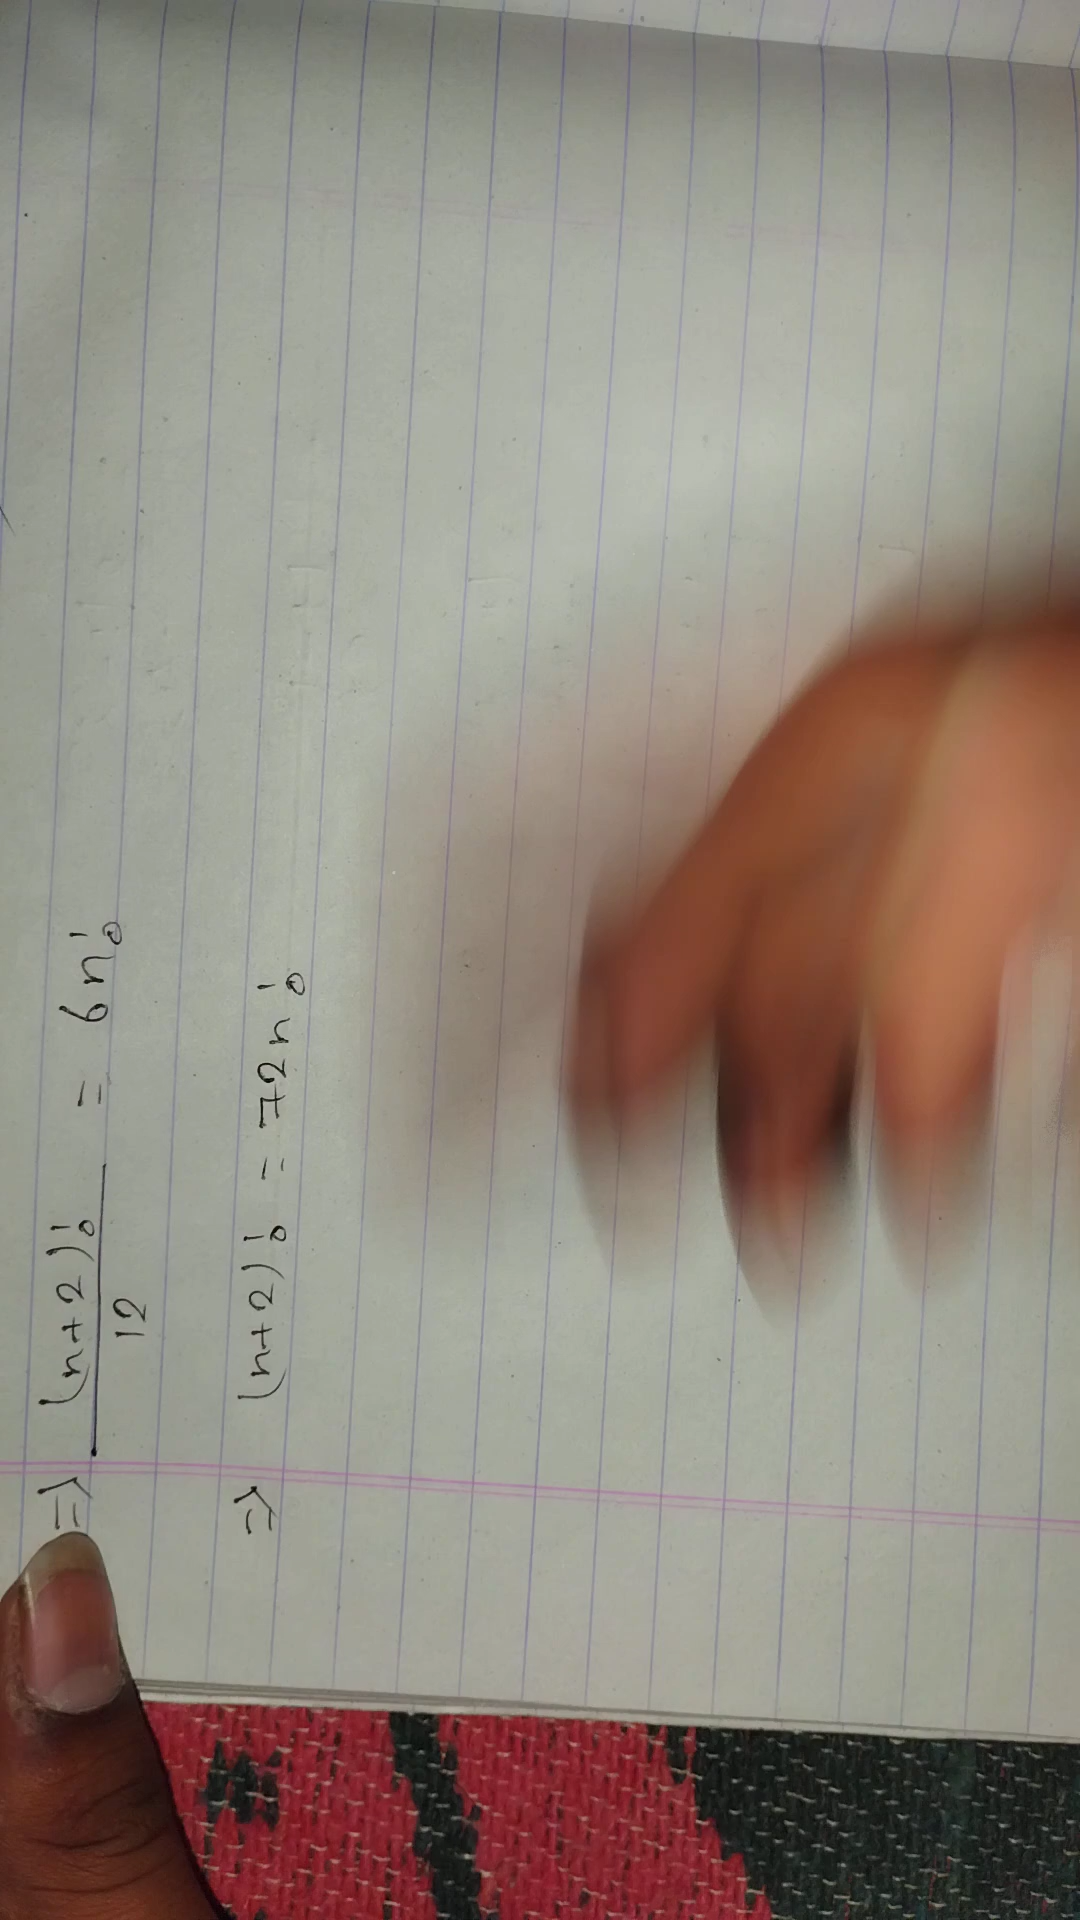 => (n+2)! / 12 = 6n!
=> (n+2)! = 72n!